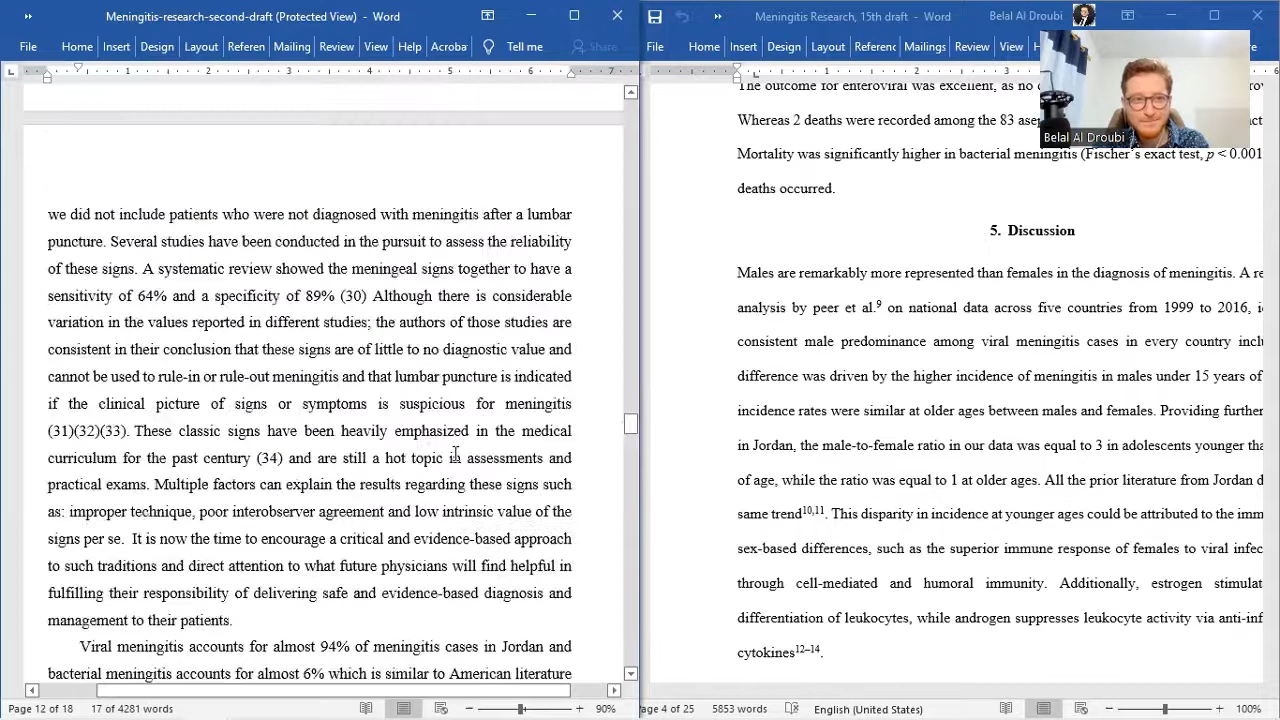 Meningitis-research-second-draft (Protected View) - Word
File Home Insert Design Layout Referen Mailing Review View Help Acroba Tell me Share
1 2 3 4 5 6 7
we did not include patients who were not diagnosed with meningitis after a lumbar
puncture. Several studies have been conducted in the pursuit to assess the reliability
of these signs. A systematic review showed the meningeal signs together to have a
sensitivity of 64% and a specificity of 89% (30) Although there is considerable
variation in the values reported in different studies; the authors of those studies are
consistent in their conclusion that these signs are of little to no diagnostic value and
cannot be used to rule-in or rule-out meningitis and that lumbar puncture is indicated
if the clinical picture of signs or symptoms is suspicious for meningitis
(31)(32)(33). These classic signs have been heavily emphasized in the medical
curriculum for the past century (34) and are still a hot topic in assessments and
practical exams. Multiple factors can explain the results regarding these signs such
as: improper technique, poor interobserver agreement and low intrinsic value of the
signs per se. It is now the time to encourage a critical and evidence-based approach
to such traditions and direct attention to what future physicians will find helpful in
fulfilling their responsibility of delivering safe and evidence-based diagnosis and
management to their patients.
Viral meningitis accounts for almost 94% of meningitis cases in Jordan and
bacterial meningitis accounts for almost 6% which is similar to American literature
Page 12 of 18 17 of 4281 words 90%
Meningitis Research, 15th draft - Word Belal Al Droubi
File Home Insert Design Layout Referenc Mailings Review View
1 2 3
Belal Al Droubi
The outcome for enteroviral was excellent, as no
Whereas 2 deaths were recorded among the 83
Mortality was significantly higher in bacterial meningitis (Fischer's exact test, p < 0.001
deaths occurred.
5. Discussion
Males are remarkably more represented than females in the diagnosis of meningitis. A re
analysis by peer et al.9 on national data across five countries from 1999 to 2016, i
consistent male predominance among viral meningitis cases in every country inclu
difference was driven by the higher incidence of meningitis in males under 15 years of
incidence rates were similar at older ages between males and females. Providing further
in Jordan, the male-to-female ratio in our data was equal to 3 in adolescents younger tha
of age, while the ratio was equal to 1 at older ages. All the prior literature from Jordan d
same trend10,11. This disparity in incidence at younger ages could be attributed to the imm
sex-based differences, such as the superior immune response of females to viral infec
through cell-mediated and humoral immunity. Additionally, estrogen stimulat
differentiation of leukocytes, while androgen suppresses leukocyte activity via anti-inf
cytokines12–14.
Page 4 of 25 5853 words English (United States) 100%